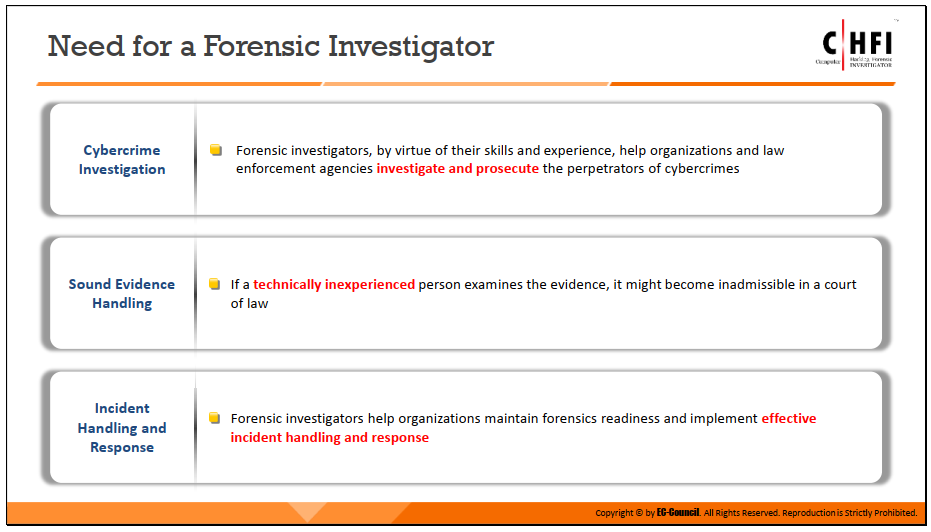 Need for a Forensic Investigator
C HFI
Computer Hacking Forensic
INVESTIGATOR
Cybercrime
Investigation
Forensic investigators, by virtue of their skills and experience, help organizations and law
enforcement agencies investigate and prosecute the perpetrators of cybercrimes
Sound Evidence
Handling
If a technically inexperienced person examines the evidence, it might become inadmissible in a court
of law
Incident
Handling and
Response
Forensic investigators help organizations maintain forensics readiness and implement effective
incident handling and response
Copyright © by EC-Council. All Rights Reserved. Reproduction is Strictly Prohibited.